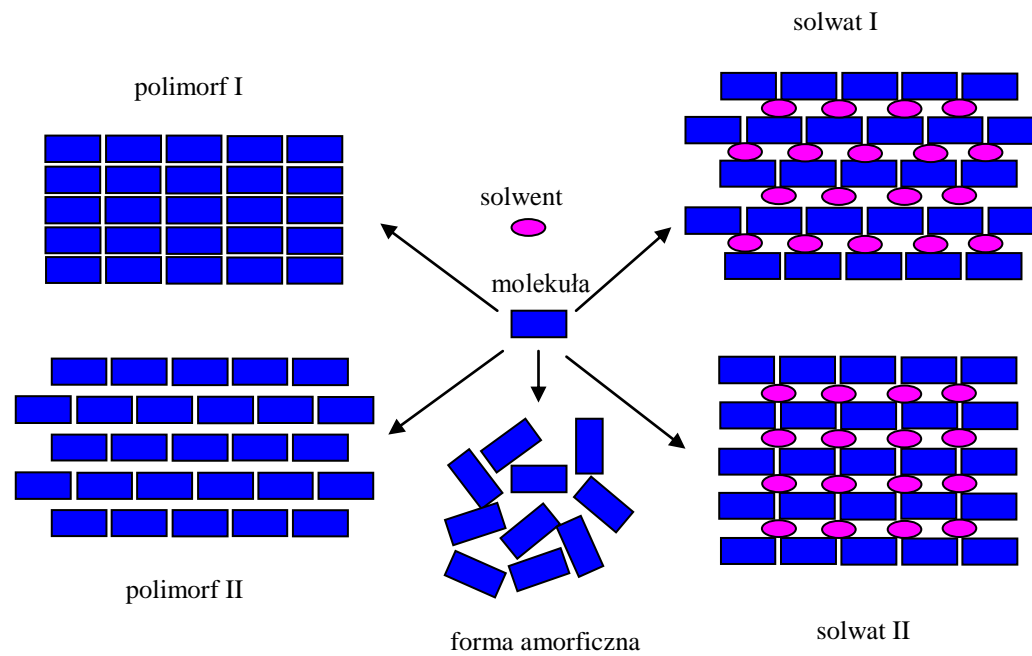 solwat I
polimorf I
solwent
molekuła
polimorf II
solwat II
forma amorficzna